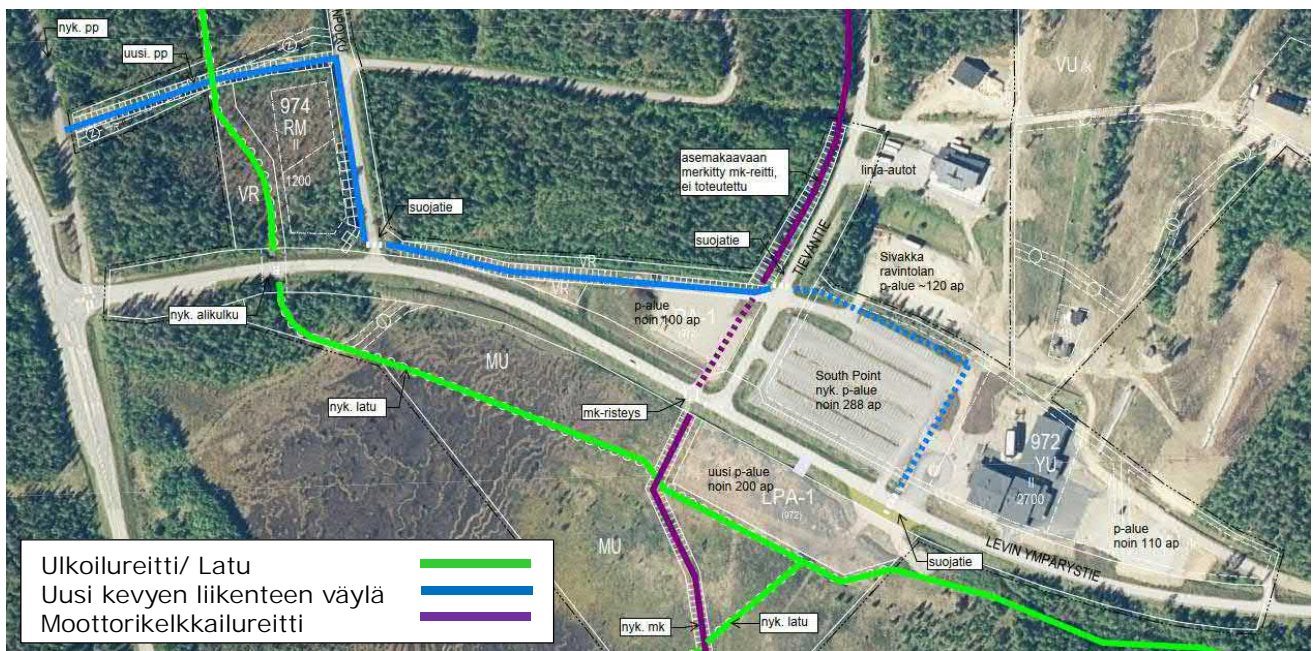 nyk. pp
uusi. pp
NPOLKU
974
RM
II
1200
VR
VU
asemakaavaan
merkitty mk-reitti,
ei toteutettu
linja-autot
suojatie
suojatie
TIEVANTIE
Sivakka
ravintolan
p-alue ~120 ap
VR
VR
nyk. alikulku
p-alue
noin 100 ap
MU
South Point
nyk. p-alue
noin 288 ap
nyk. latu
mk-risteys
972
YU
II
2700
uusi p-alue
noin 200 ap
LPA-1
(972)
p-alue
noin 110 ap
MU
LEVIN YMPÄRYSTIE
suojatie
nyk. mk
nyk. latu
Ulkoilureitti/ Latu
Uusi kevyen liikenteen väylä
Moottorikelkkailureitti